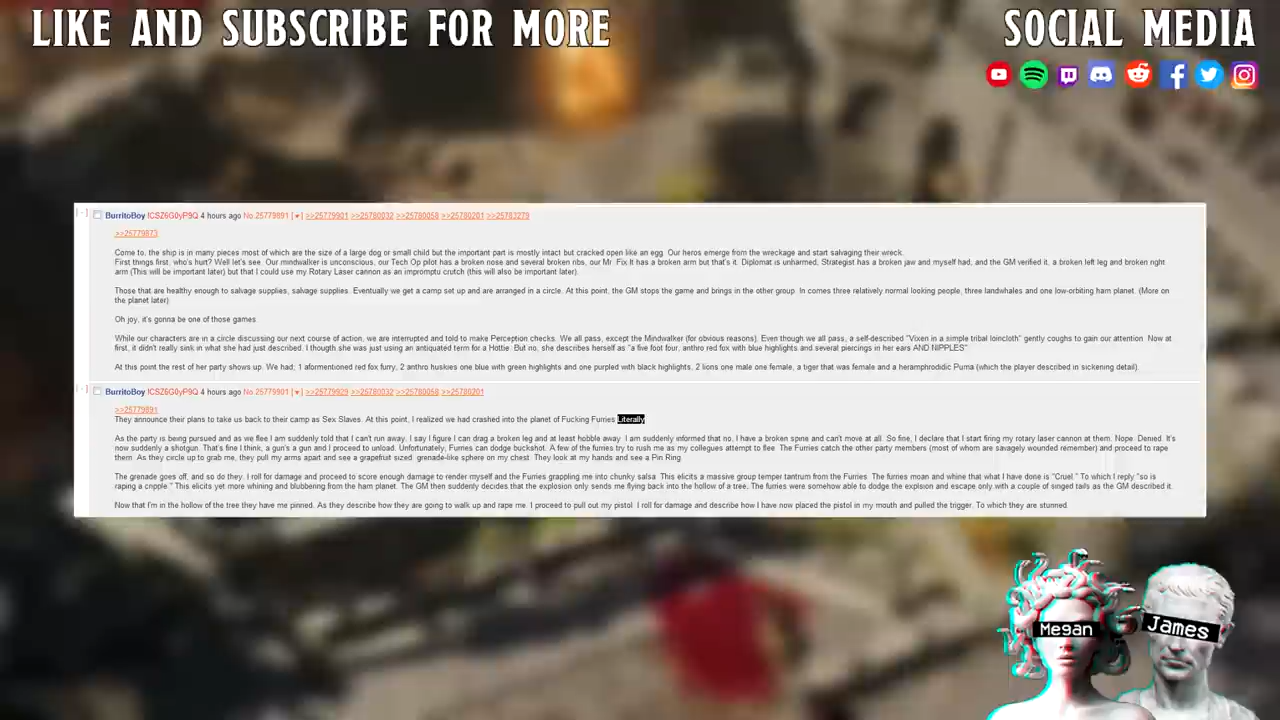 LIKE AND SUBSCRIBE FOR MORE
SOCIAL MEDIA
[-] BurritoBoy !CSZ6G0yP9Q 4 hours ago No.25779891 [▾] >>25779901 >>25780032 >>25780058 >>25780201 >>25783279
>>25779873
Come to, the ship is in many pieces most of which are the size of a large dog or small child but the important part is mostly intact but cracked open like an egg. Our heroes emerge from the wreckage and start salvaging their wreck.
First things first, who's hurt? Well let's see. Our mindwalker is unconscious, our Tech Op pilot has a broken nose and several broken ribs, our Mr. Fix It has a broken arm but that's it. Diplomat is unharmed, Strategist has a broken jaw and myself had, and the GM verified it, a broken left leg and broken right
arm (This will be important later) but that I could use my Rotary Laser cannon as an impromptu crutch (this will also be important later).
Those that are healthy enough to salvage supplies, salvage supplies. Eventually we get a camp set up and are arranged in a circle. At this point, the GM stops the game and brings in the other group. In comes three relatively normal looking people, three landwhales and one low-orbiting ham planet. (More on
the planet later)
Oh joy, it's gonna be one of those games.
While our characters are in a circle discussing our next course of action, we are interrupted and told to make Perception checks. We all pass, except the Mindwalker (for obvious reasons). Even though we all pass, a self-described "Vixen in a simple tribal loincloth" gently coughs to gain our attention. Now at
first, it didn't really sink in what she had just described. I thougth she was just using an antiquated term for a Hottie. But no, she describes herself as "a five foot four, anthro red fox with blue highlights and several piercings in her ears AND NIPPLES"
At this point the rest of her party shows up. We had; 1 aformentioned red fox furry, 2 anthro huskies one blue with green highlights and one purpled with black highlights, 2 lions one male one female, a tiger that was female and a heramphrodidic Puma (which the player described in sickening detail).
[-] BurritoBoy !CSZ6G0yP9Q 4 hours ago No.25779901 [▾] >>25779929 >>25780032 >>25780058 >>25780201
>>25779891
They announce their plans to take us back to their camp as Sex Slaves. At this point, I realized we had crashed into the planet of Fucking Furries. Literally
As the party is being pursued and as we flee I am suddenly told that I can't run away. I say I figure I can drag a broken leg and at least hobble away. I am suddenly informed that no, I have a broken spine and can't move at all. So fine, I declare that I start firing my rotary laser cannon at them. Nope. Denied. It's
now suddenly a shotgun. That's fine I think, a gun's a gun and I proceed to unload. Unfortunately, Furries can dodge buckshot. A few of the furries try to rush me as my collegues attempt to flee. The Furries catch the other party members (most of whom are savagely wounded remember) and proceed to rape
them. As they circle up to grab me, they pull my arms apart and see a grapefruit sized, grenade-like sphere on my chest. They look at my hands and see a Pin Ring.
The grenade goes off, and so do they. I roll for damage and proceed to score enough damage to render myself and the Furries grappling me into chunky salsa. This elicits a massive group temper tantrum from the Furries. The furries moan and whine that what I have done is "Cruel." To which I reply "so is
raping a cripple." This elicits yet more whining and blubbering from the ham planet. The GM then suddenly decides that the explosion only sends me flying back into the hollow of a tree. The furries were somehow able to dodge the explson and escape only with a couple of singed tails as the GM described it.
Now that I'm in the hollow of the tree they have me pinned. As they describe how they are going to walk up and rape me. I proceed to pull out my pistol. I roll for damage and describe how I have now placed the pistol in my mouth and pulled the trigger. To which they are stunned.
Megan
James